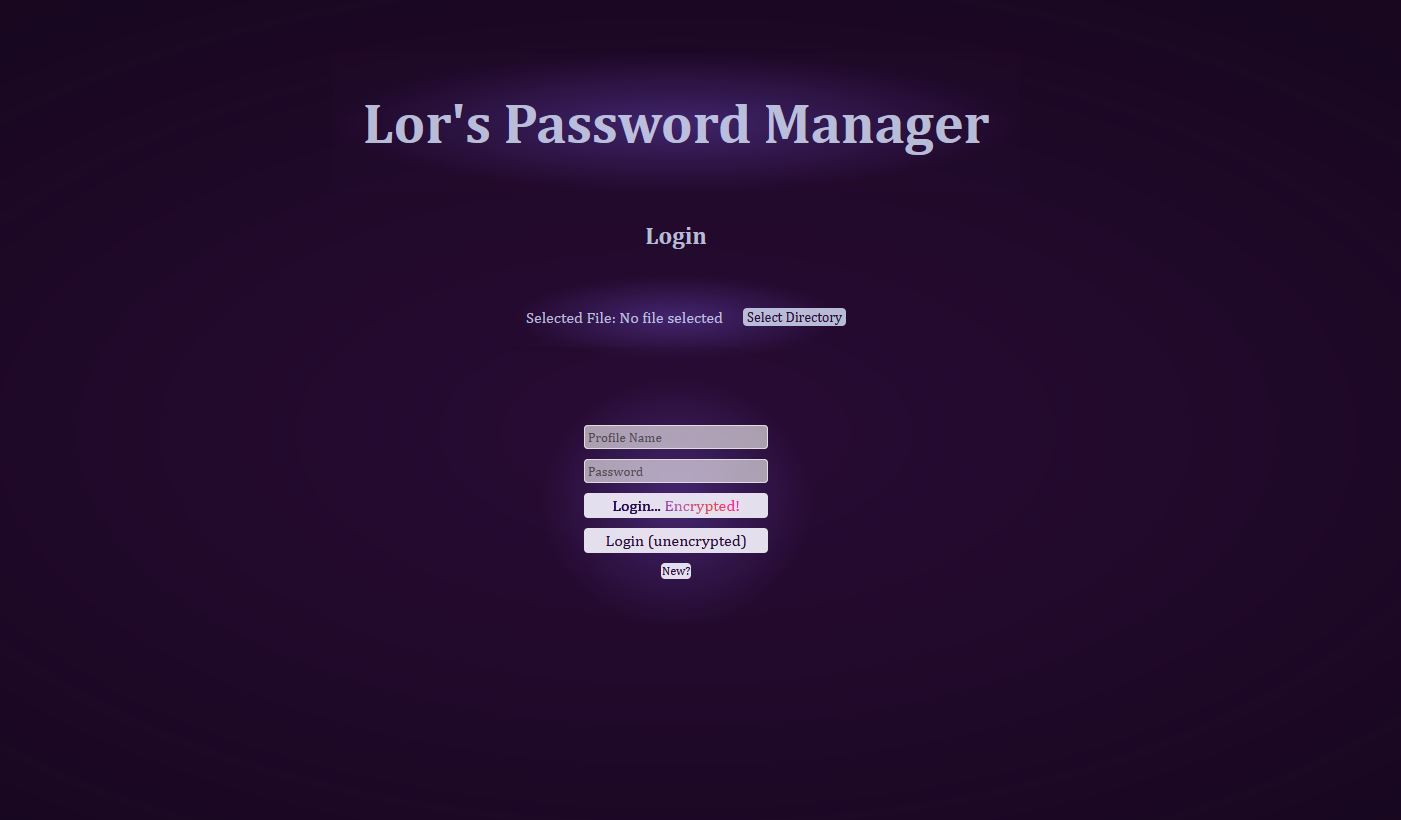 Lor's Password Manager
Login
Selected File: No file selected Select Directory
Profile Name
Password
Login... Encrypted!
Login (unencrypted)
New?